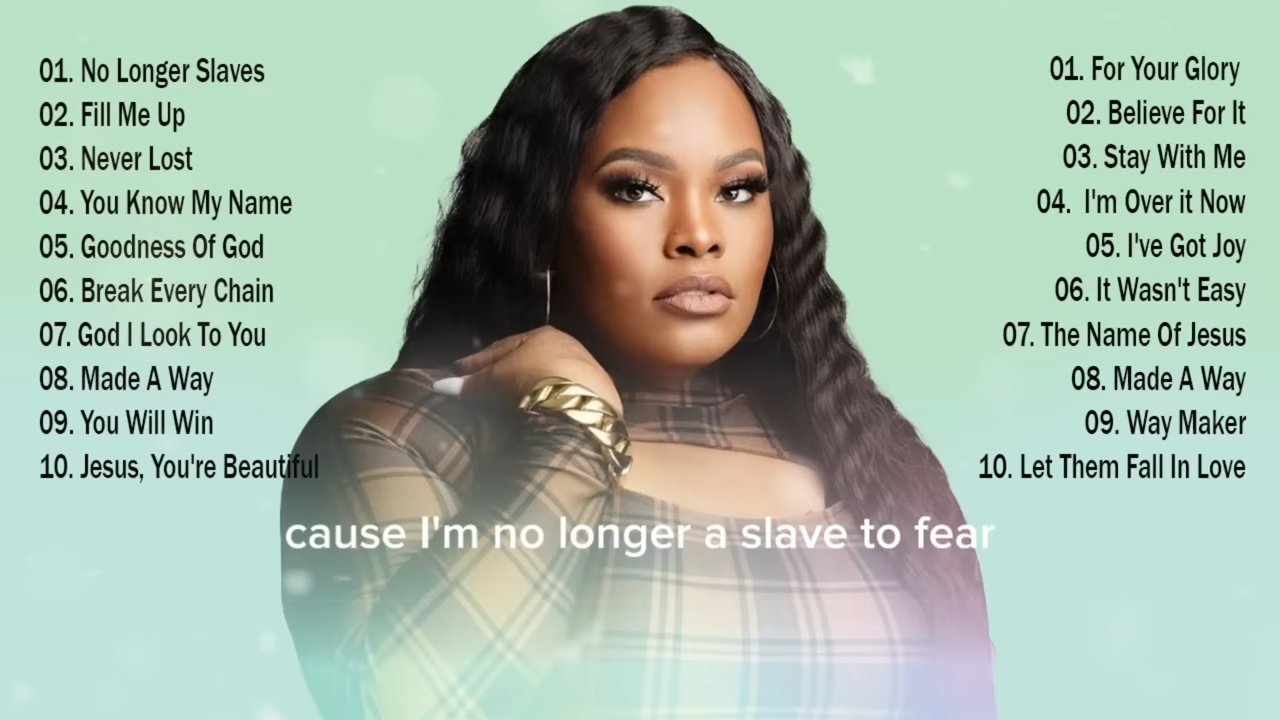 01. No Longer Slaves
02. Fill Me Up
03. Never Lost
04. You Know My Name
05. Goodness Of God
06. Break Every Chain
07. God I Look To You
08. Made A Way
09. You Will Win
10. Jesus, You're Beautiful
01. For Your Glory
02. Believe For It
03. Stay With Me
04. I'm Over it Now
05. I've Got Joy
06. It Wasn't Easy
07. The Name Of Jesus
08. Made A Way
09. Way Maker
10. Let Them Fall In Love
cause I'm no longer a slave to fear